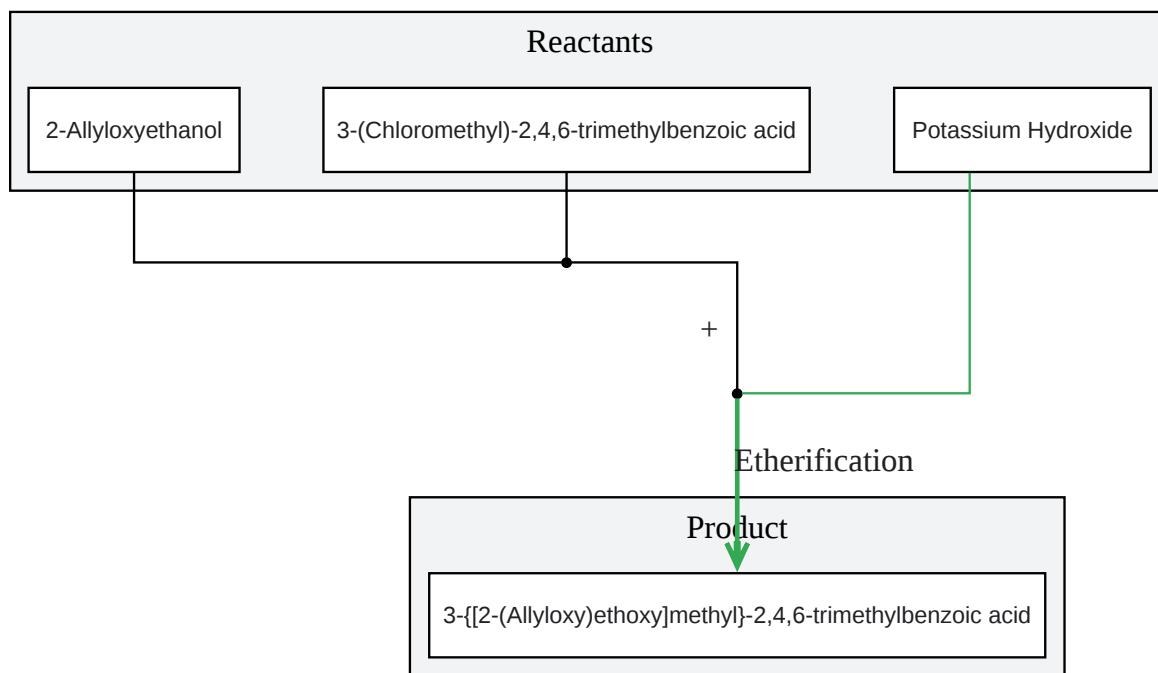 Reactants
2-Allyloxyethanol
3-(Chloromethyl)-2,4,6-trimethylbenzoic acid
Potassium Hydroxide
+
Etherification
Product
3-{[2-(Allyloxy)ethoxy]methyl}-2,4,6-trimethylbenzoic acid